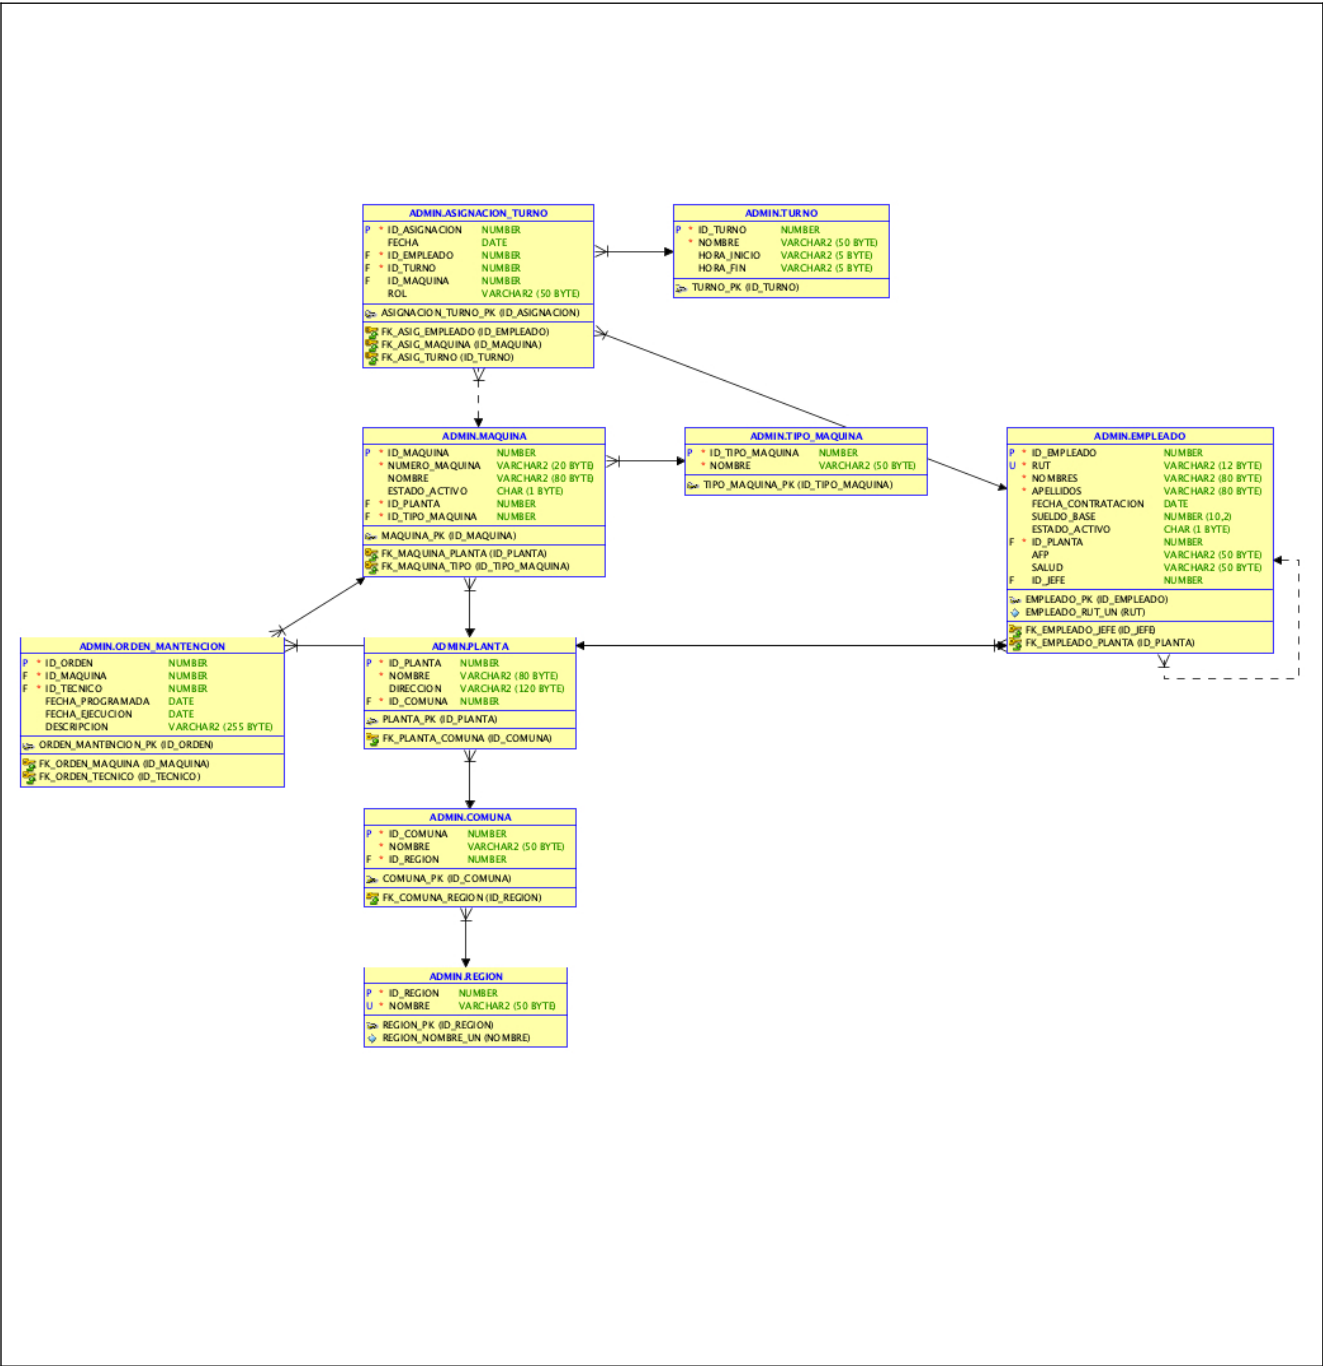 ADMIN.ASIGNACION_TURNO
P * ID_ASIGNACION NUMBER
FECHA DATE
F * ID_EMPLEADO NUMBER
F * ID_TURNO NUMBER
F ID_MAQUINA NUMBER
ROL VARCHAR2 (50 BYTE)
ASIGNACION_TURNO_PK (ID_ASIGNACION)
FK_ASIG_EMPLEADO (ID_EMPLEADO)
FK_ASIG_MAQUINA (ID_MAQUINA)
FK_ASIG_TURNO (ID_TURNO)
ADMIN.TURNO
P * ID_TURNO NUMBER
* NOMBRE VARCHAR2 (50 BYTE)
HORA_INICIO VARCHAR2 (5 BYTE)
HORA_FIN VARCHAR2 (5 BYTE)
TURNO_PK (ID_TURNO)
ADMIN.MAQUINA
P * ID_MAQUINA NUMBER
* NUMERO_MAQUINA VARCHAR2 (20 BYTE)
NOMBRE VARCHAR2 (80 BYTE)
ESTADO_ACTIVO CHAR (1 BYTE)
F * ID_PLANTA NUMBER
F * ID_TIPO_MAQUINA NUMBER
MAQUINA_PK (ID_MAQUINA)
FK_MAQUINA_PLANTA (ID_PLANTA)
FK_MAQUINA_TIPO (ID_TIPO_MAQUINA)
ADMIN.TIPO_MAQUINA
P * ID_TIPO_MAQUINA NUMBER
* NOMBRE VARCHAR2 (50 BYTE)
TIPO_MAQUINA_PK (ID_TIPO_MAQUINA)
ADMIN.EMPLEADO
P * ID_EMPLEADO NUMBER
U * RUT VARCHAR2 (12 BYTE)
* NOMBRES VARCHAR2 (80 BYTE)
* APELLIDOS VARCHAR2 (80 BYTE)
FECHA_CONTRATACION DATE
SUELDO_BASE NUMBER (10,2)
ESTADO_ACTIVO CHAR (1 BYTE)
F * ID_PLANTA NUMBER
AFP VARCHAR2 (50 BYTE)
SALUD VARCHAR2 (50 BYTE)
F ID_JEFE NUMBER
EMPLEADO_PK (ID_EMPLEADO)
EMPLEADO_RUT_UN (RUT)
FK_EMPLEADO_JEFE (ID_JEFE)
FK_EMPLEADO_PLANTA (ID_PLANTA)
ADMIN.ORDEN_MANTENCION
P * ID_ORDEN NUMBER
F * ID_MAQUINA NUMBER
F * ID_TECNICO NUMBER
FECHA_PROGRAMADA DATE
FECHA_EJECUCION DATE
DESCRIPCION VARCHAR2 (255 BYTE)
ORDEN_MANTENCION_PK (ID_ORDEN)
FK_ORDEN_MAQUINA (ID_MAQUINA)
FK_ORDEN_TECNICO (ID_TECNICO)
ADMIN.PLANTA
P * ID_PLANTA NUMBER
* NOMBRE VARCHAR2 (80 BYTE)
DIRECCION VARCHAR2 (120 BYTE)
F * ID_COMUNA NUMBER
PLANTA_PK (ID_PLANTA)
FK_PLANTA_COMUNA (ID_COMUNA)
ADMIN.COMUNA
P * ID_COMUNA NUMBER
* NOMBRE VARCHAR2 (50 BYTE)
F * ID_REGION NUMBER
COMUNA_PK (ID_COMUNA)
FK_COMUNA_REGION (ID_REGION)
ADMIN.REGION
P * ID_REGION NUMBER
U * NOMBRE VARCHAR2 (50 BYTE)
REGION_PK (ID_REGION)
REGION_NOMBRE_UN (NOMBRE)